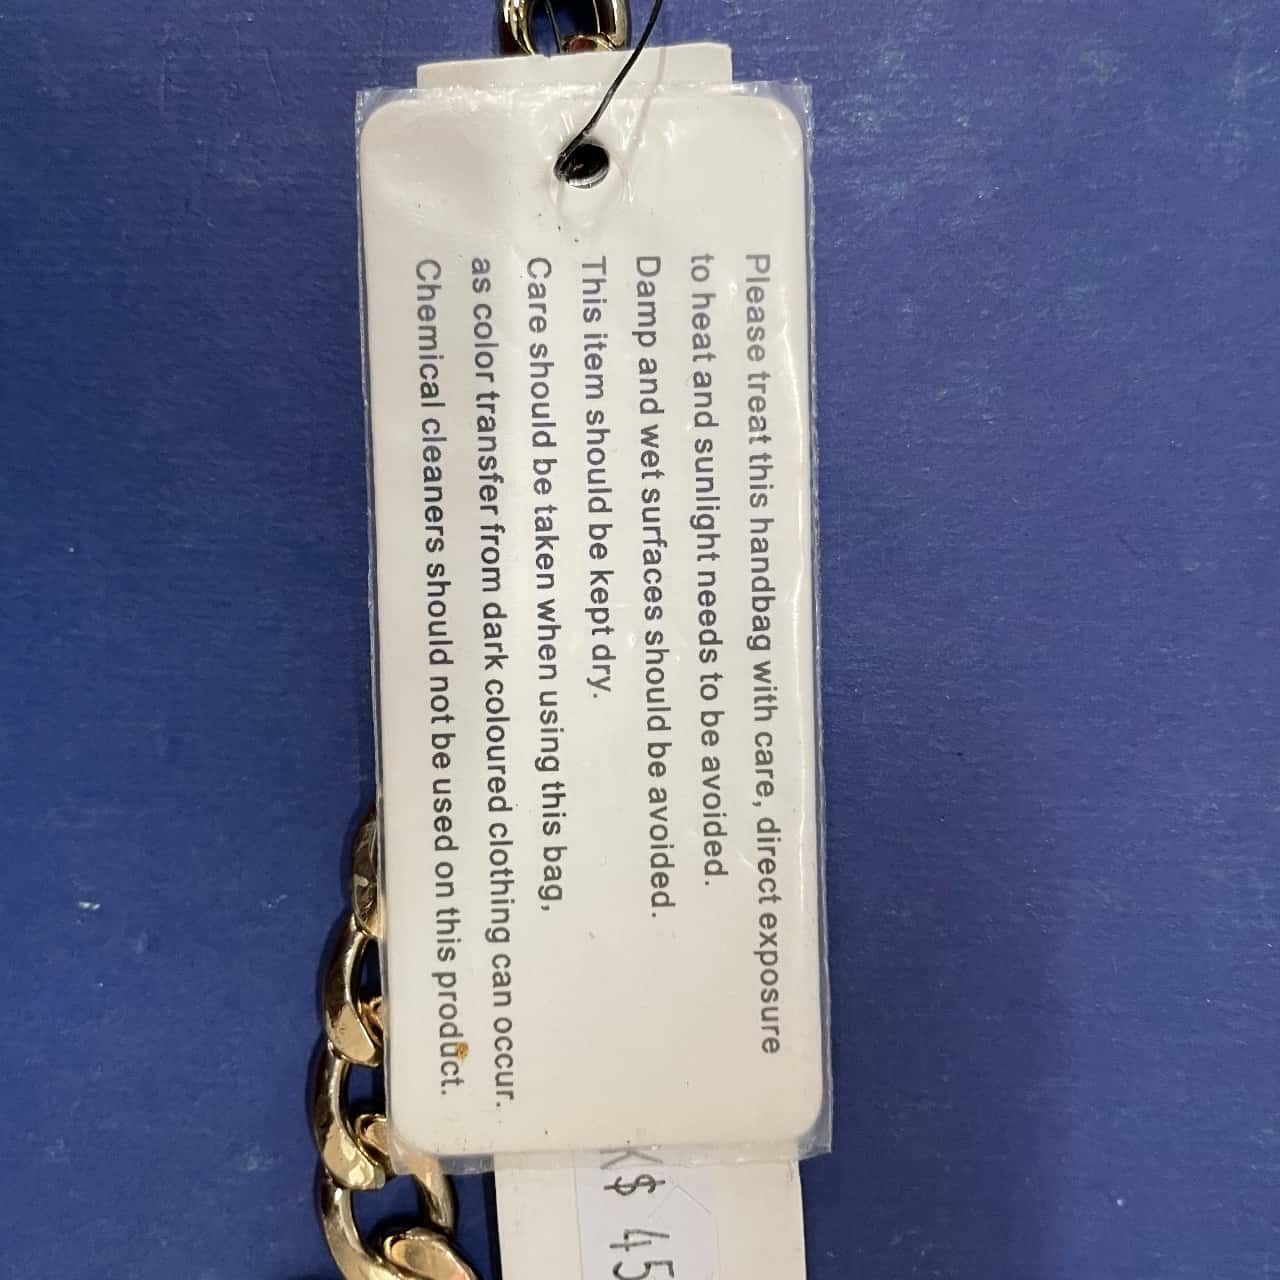 Please treat this handbag with care, direct exposure
to heat and sunlight needs to be avoided.
Damp and wet surfaces should be avoided.
This item should be kept dry.
Care should be taken when using this bag,
as color transfer from dark coloured clothing can occur.
Chemical cleaners should not be used on this product.
K$ 45